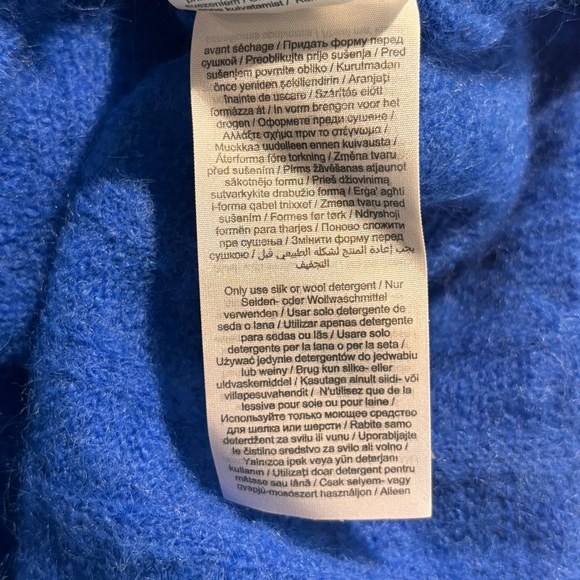 avant séchage / Придать форму перед
сушкой / Preoblikujte prije sušenja / Pred
sušenjem povrnite obliko / Kurutmadan
önce yeniden şekillendirin / Aranjați
înainte de uscare / Szárítás előtt
formázza át / In vorm brengen voor het
drogen / Оформете преди сушене /
Αλλάξτε σχήμα πριν το στέγνωμα /
Muokkaa uudelleen ennen kuivausta /
Återforma före torkning / Změna tvaru
před sušením / Pirms žāvēšanas atjaunot
sākotnējo formu / Prieš džiovinimą
sutvarkykite drabužio formą / Erġa' agħti
l-forma qabel tnixxef / Zmena tvaru pred
sušením / Formes før tørk / Ndryshoji
formën para tharjes / Поново сложити
пре сушења / Змінити форму перед
сушкою / يجب إعادة المنتج لشكله الطبيعي قبل
التجفيف
Only use silk or wool detergent / Nur
Seiden- oder Wollwaschmittel
verwenden / Usar solo detergente de
seda o lana / Utilizar apenas detergente
para sedas ou lãs / Usare solo
detergente per la lana o per la seta /
Używać jedynie detergentów do jedwabiu
lub wełny / Brug kun silke- eller
uldvaskemiddel / Kasutage ainult siidi- või
villapesuvahendit / N'utilisez que de la
lessive pour soie ou pour laine /
Используйте только моющее средство
для шелка или шерсти / Rabite samo
deterdžent za svilu ili vunu / Uporabljajte
le čistilno sredstvo za svilo ali volno /
Yalnızca ipek veya yün deterjanı
kullanın / Utilizați doar detergent pentru
mătase sau lână / Csak selyem- vagy
gyapjú-mosószert használjon / Alleen